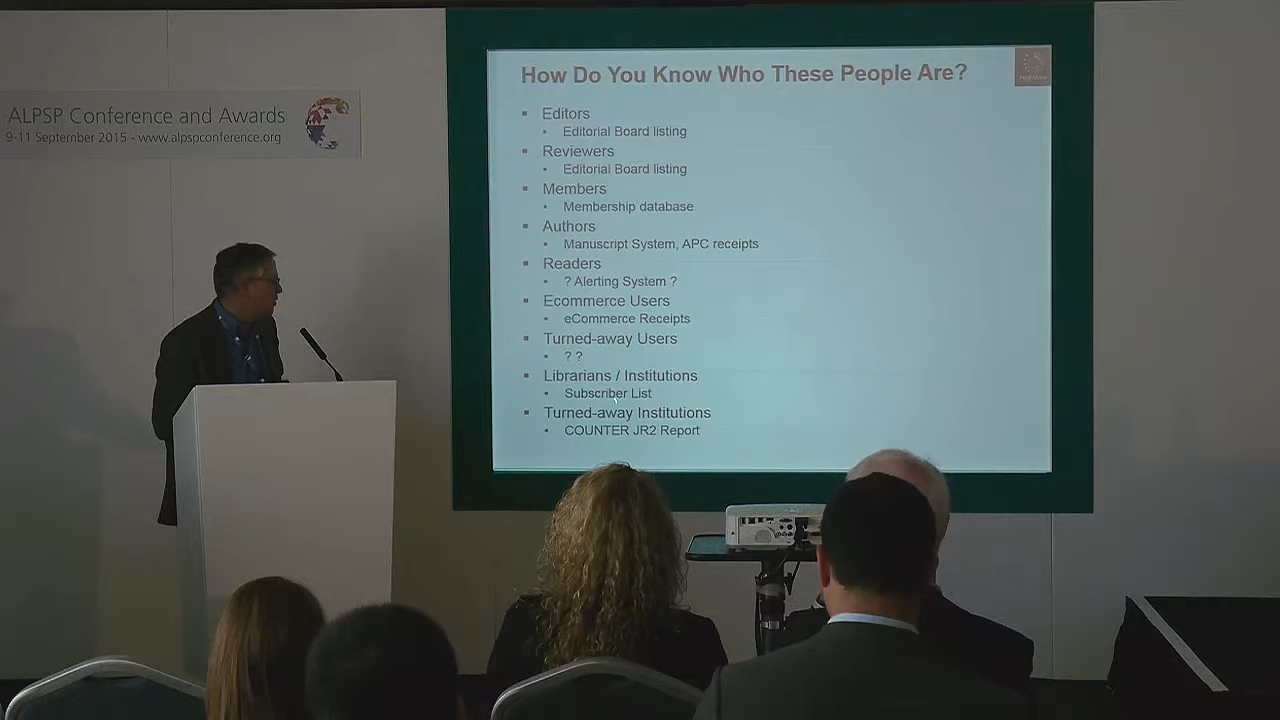 ALPSP Conference and Awards
9-11 September 2015 - www.alpspconference.org
How Do You Know Who These People Are?
▪ Editors
▪ Editorial Board listing
▪ Reviewers
▪ Editorial Board listing
▪ Members
▪ Membership database
▪ Authors
▪ Manuscript System, APC receipts
▪ Readers
▪ ? Alerting System ?
▪ Ecommerce Users
▪ eCommerce Receipts
▪ Turned-away Users
▪ ? ?
▪ Librarians / Institutions
▪ Subscriber List
▪ Turned-away Institutions
▪ COUNTER JR2 Report